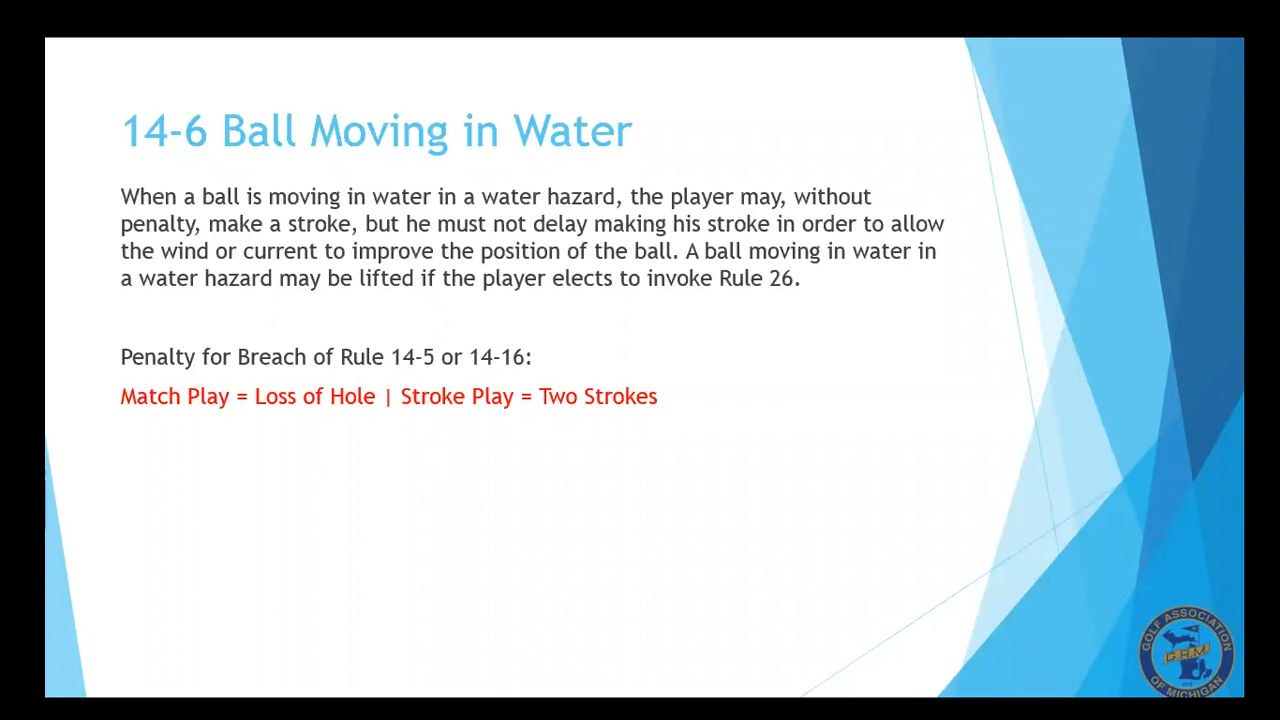 14-6 Ball Moving in Water
When a ball is moving in water in a water hazard, the player may, without
penalty, make a stroke, but he must not delay making his stroke in order to allow
the wind or current to improve the position of the ball. A ball moving in water in
a water hazard may be lifted if the player elects to invoke Rule 26.
Penalty for Breach of Rule 14-5 or 14-16:
Match Play = Loss of Hole | Stroke Play = Two Strokes
GOLF ASSOCIATION
G.A.M
OF MICHIGAN